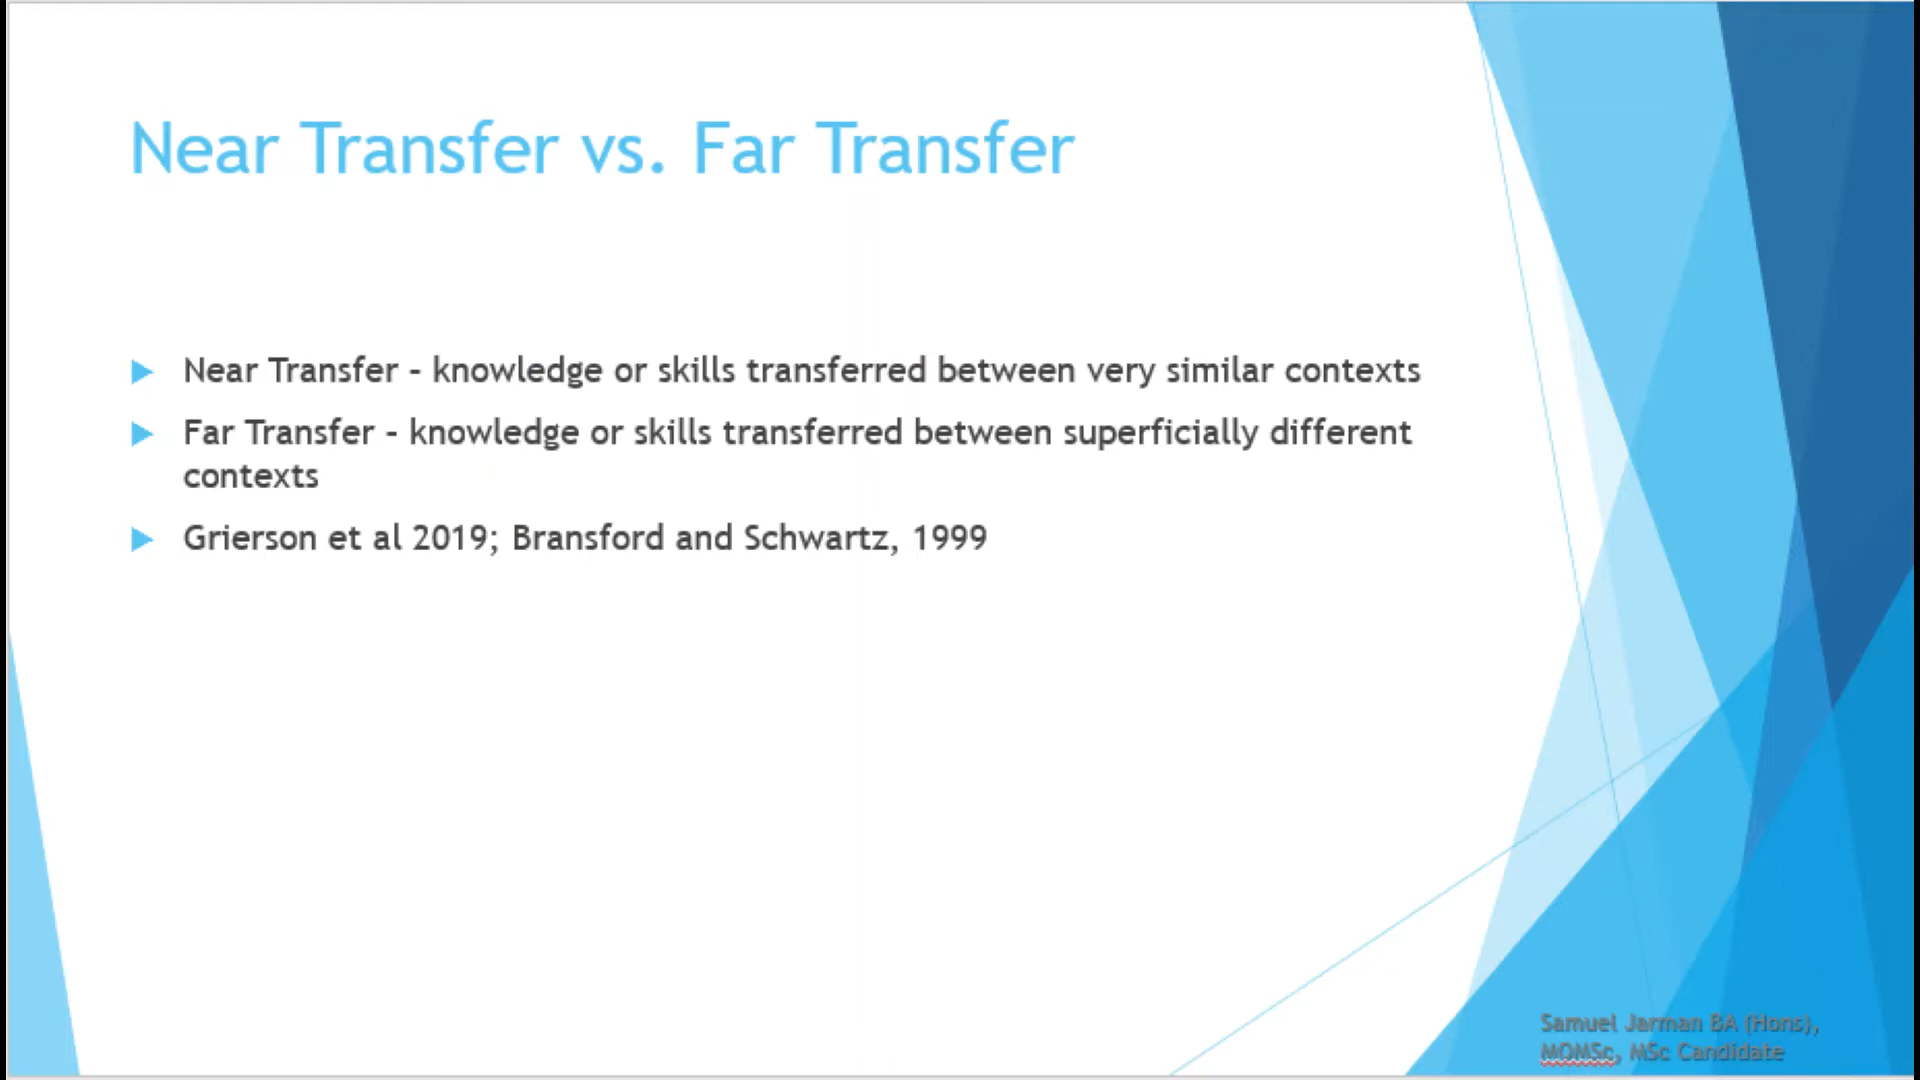 Near Transfer vs. Far Transfer
Near Transfer – knowledge or skills transferred between very similar contexts
Far Transfer – knowledge or skills transferred between superficially different
contexts
Grierson et al 2019; Bransford and Schwartz, 1999
Samuel Jarman BA (Hons),
MOMSc, MSc Candidate